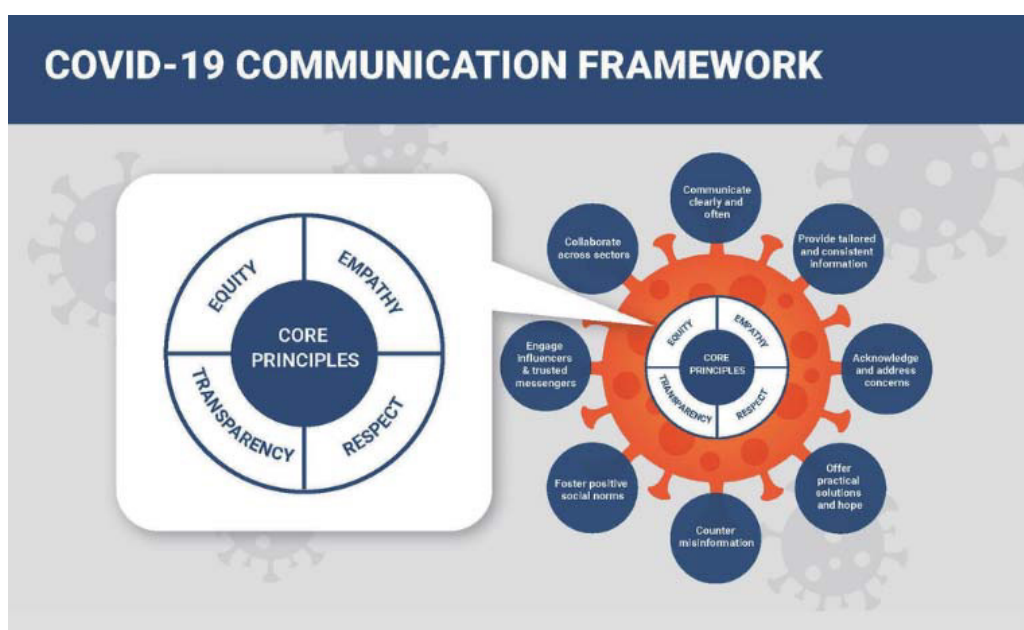 COVID-19 COMMUNICATION FRAMEWORK
EQUITY
EMPATHY
CORE
PRINCIPLES
TRANSPARENCY
RESPECT
Communicate
clearly and
often
Provide tailored
and consistent
information
Acknowledge
and address
concerns
Offer
practical
solutions
and hope
Counter
misinformation
Foster positive
social norms
Engage
influencers
& trusted
messengers
Collaborate
across sectors
EQUITY
EMPATHY
CORE
PRINCIPLES
TRANSPARENCY
RESPECT